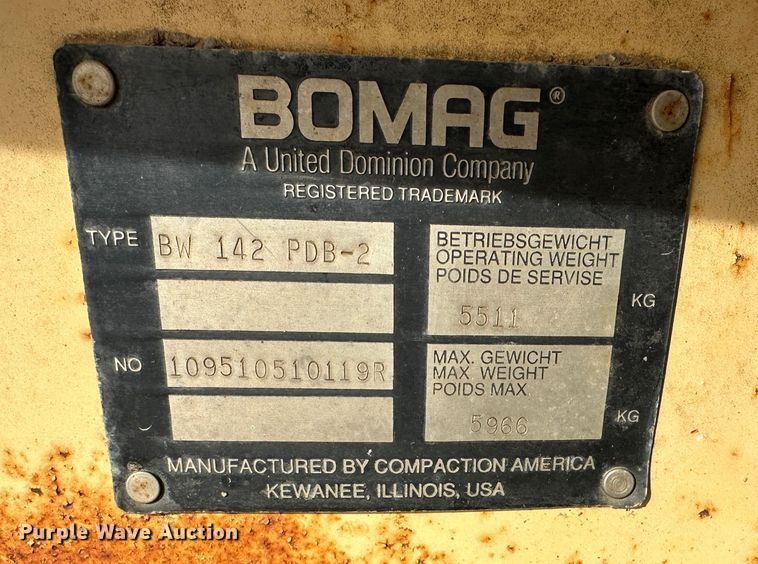 BOMAG®
A United Dominion Company
REGISTERED TRADEMARK
TYPE BW 142 PDB-2
BETRIEBSGEWICHT
OPERATING WEIGHT
POIDS DE SERVISE
5511 KG
NO 109510510119R
MAX. GEWICHT
MAX WEIGHT
POIDS MAX.
5966 KG
MANUFACTURED BY COMPACTION AMERICA
KEWANEE, ILLINOIS, USA
Purple Wave Auction